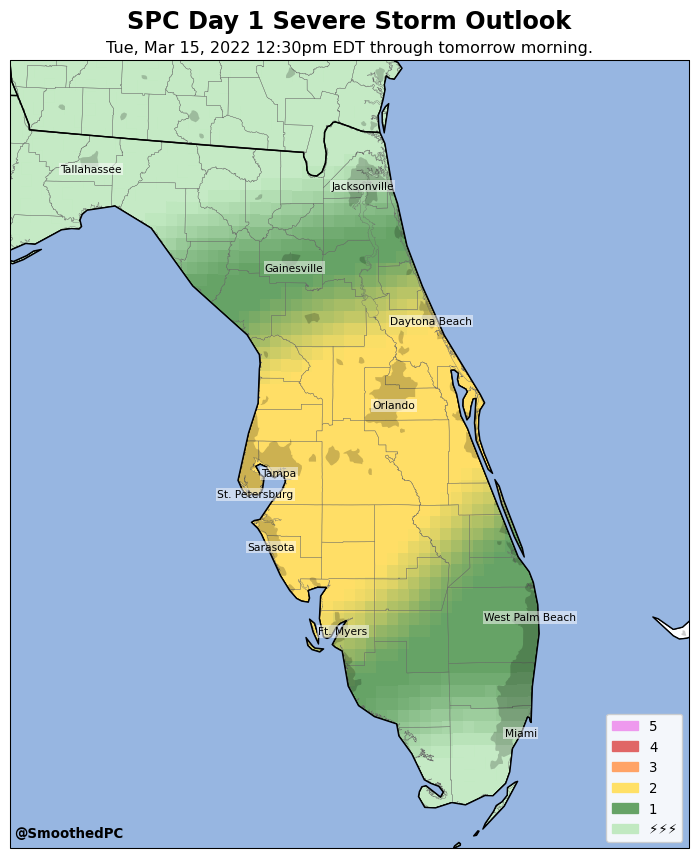 SPC Day 1 Severe Storm Outlook
Tue, Mar 15, 2022 12:30pm EDT through tomorrow morning.
Tallahassee
Jacksonville
Gainesville
Daytona Beach
Orlando
Tampa
St. Petersburg
Sarasota
West Palm Beach
Ft. Myers
Miami
5
4
3
2
1
⚡⚡⚡
@SmoothedPC